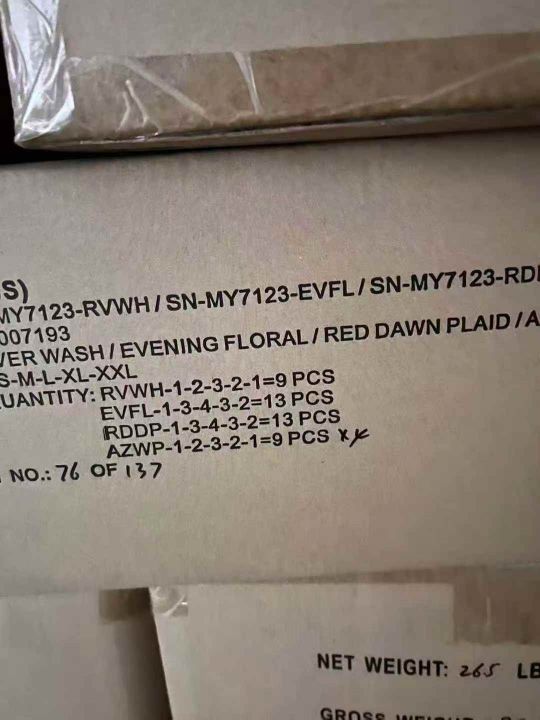 S)
MY7123-RVWH / SN-MY7123-EVFL / SN-MY7123-RD
007193
ER WASH / EVENING FLORAL / RED DAWN PLAID / A
S-M-L-XL-XXL
UANTITY: RVWH-1-2-3-2-1=9 PCS
EVFL-1-3-4-3-2=13 PCS
RDDP-1-3-4-3-2=13 PCS
AZWP-1-2-3-2-1=9 PCS
NO.: 76 OF 137
NET WEIGHT: 265 LB
GROSS